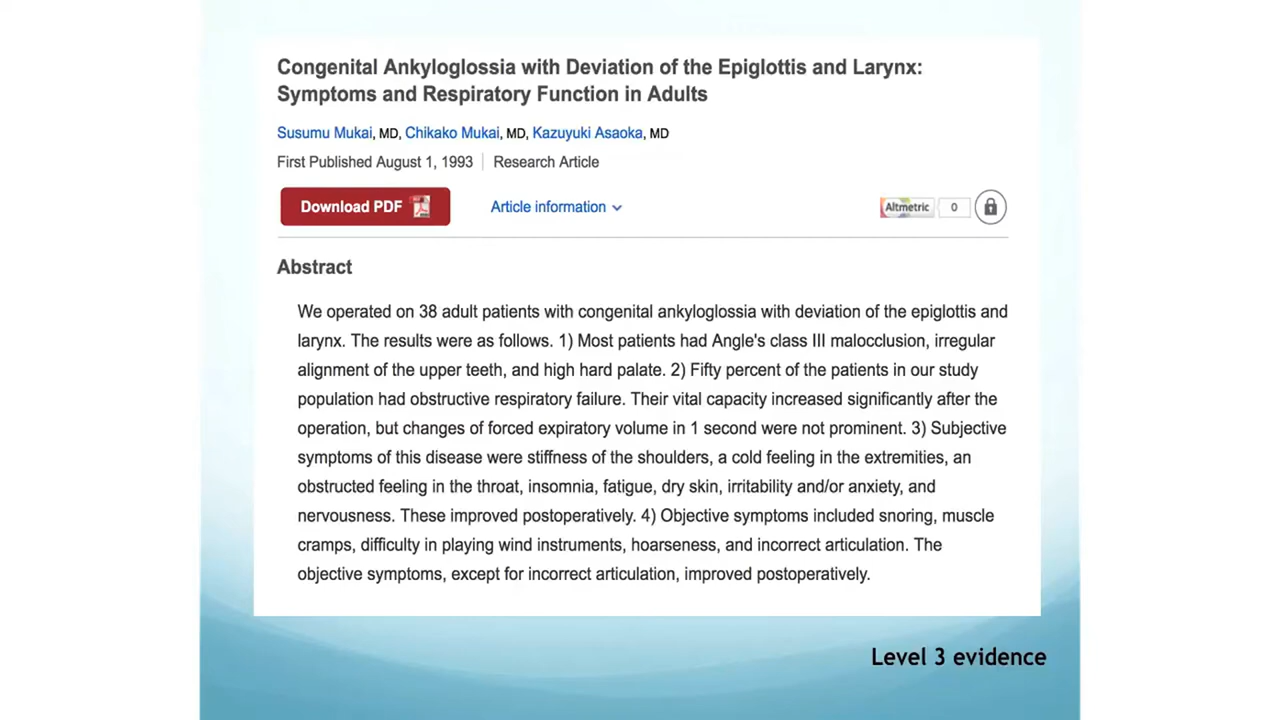 Congenital Ankyloglossia with Deviation of the Epiglottis and Larynx:
Symptoms and Respiratory Function in Adults
Susumu Mukai, MD, Chikako Mukai, MD, Kazuyuki Asaoka, MD
First Published August 1, 1993 | Research Article
Download PDF
Article information
Altmetric 0
Abstract
We operated on 38 adult patients with congenital ankyloglossia with deviation of the epiglottis and
larynx. The results were as follows. 1) Most patients had Angle's class III malocclusion, irregular
alignment of the upper teeth, and high hard palate. 2) Fifty percent of the patients in our study
population had obstructive respiratory failure. Their vital capacity increased significantly after the
operation, but changes of forced expiratory volume in 1 second were not prominent. 3) Subjective
symptoms of this disease were stiffness of the shoulders, a cold feeling in the extremities, an
obstructed feeling in the throat, insomnia, fatigue, dry skin, irritability and/or anxiety, and
nervousness. These improved postoperatively. 4) Objective symptoms included snoring, muscle
cramps, difficulty in playing wind instruments, hoarseness, and incorrect articulation. The
objective symptoms, except for incorrect articulation, improved postoperatively.
Level 3 evidence